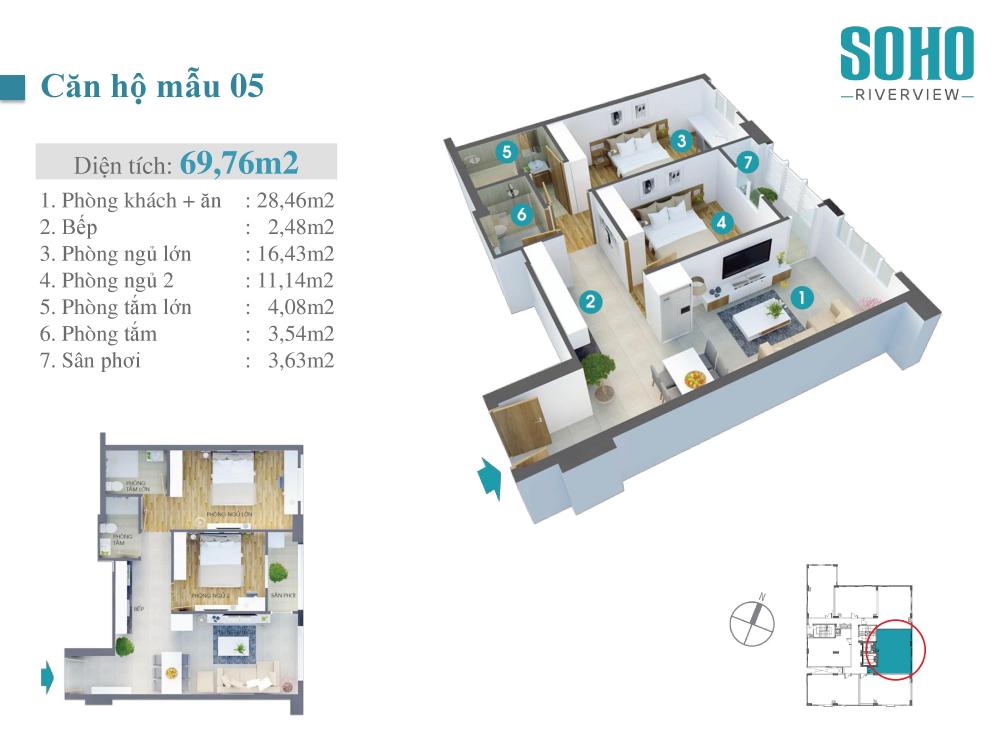 SOHO
RIVERVIEW
Căn hộ mẫu 05
Diện tích: 69,76m2
1. Phòng khách + ăn : 28,46m2
2. Bếp : 2,48m2
3. Phòng ngủ lớn : 16,43m2
4. Phòng ngủ 2 : 11,14m2
5. Phòng tắm lớn : 4,08m2
6. Phòng tắm : 3,54m2
7. Sân phơi : 3,63m2
5
3
7
6
4
2
1
PHÒNG
TẮM LỚN
PHÒNG NGỦ LỚN
PHÒNG
TẮM
PHÒNG NGỦ 2
SÂN PHƠI
BẾP
N